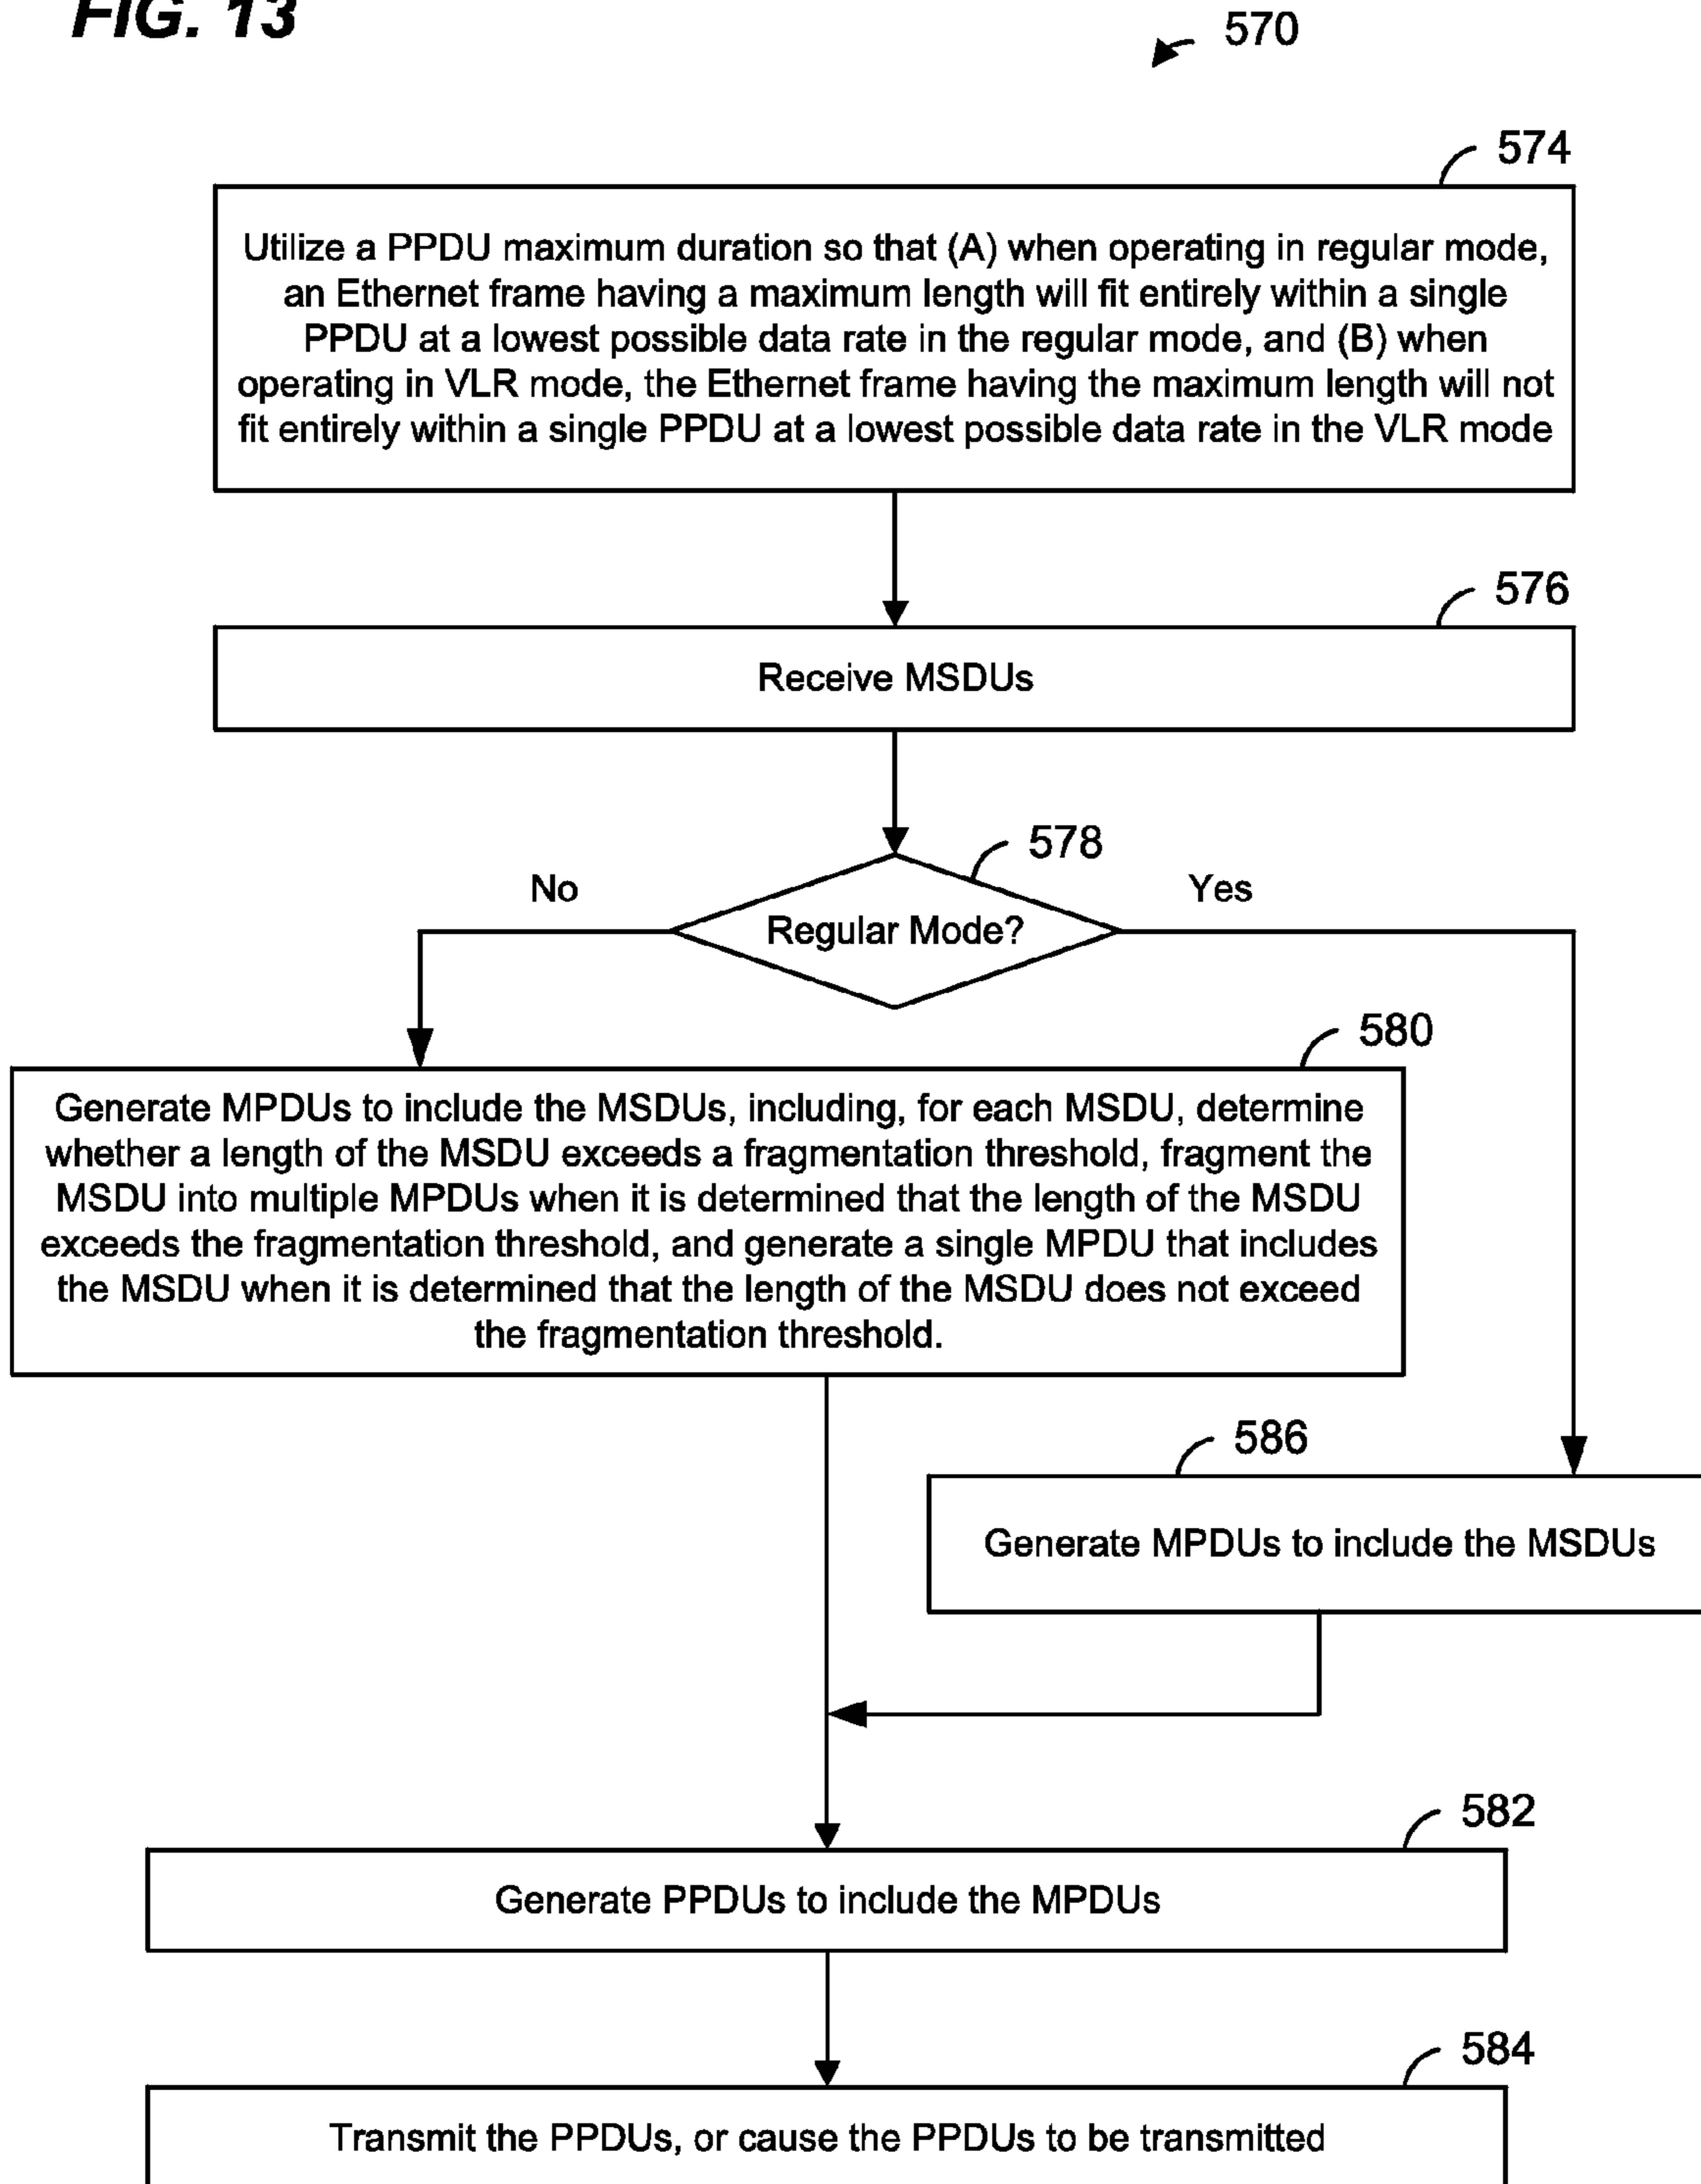 FIG. 13
570
574
Utilize a PPDU maximum duration so that (A) when operating in regular mode,
an Ethernet frame having a maximum length will fit entirely within a single
PPDU at a lowest possible data rate in the regular mode, and (B) when
operating in VLR mode, the Ethernet frame having the maximum length will not
fit entirely within a single PPDU at a lowest possible data rate in the VLR mode
576
Receive MSDUs
578
No
Yes
Regular Mode?
580
Generate MPDUs to include the MSDUs, including, for each MSDU, determine
whether a length of the MSDU exceeds a fragmentation threshold, fragment the
MSDU into multiple MPDUs when it is determined that the length of the MSDU
exceeds the fragmentation threshold, and generate a single MPDU that includes
the MSDU when it is determined that the length of the MSDU does not exceed
the fragmentation threshold.
586
Generate MPDUs to include the MSDUs
582
Generate PPDUs to include the MPDUs
584
Transmit the PPDUs, or cause the PPDUs to be transmitted